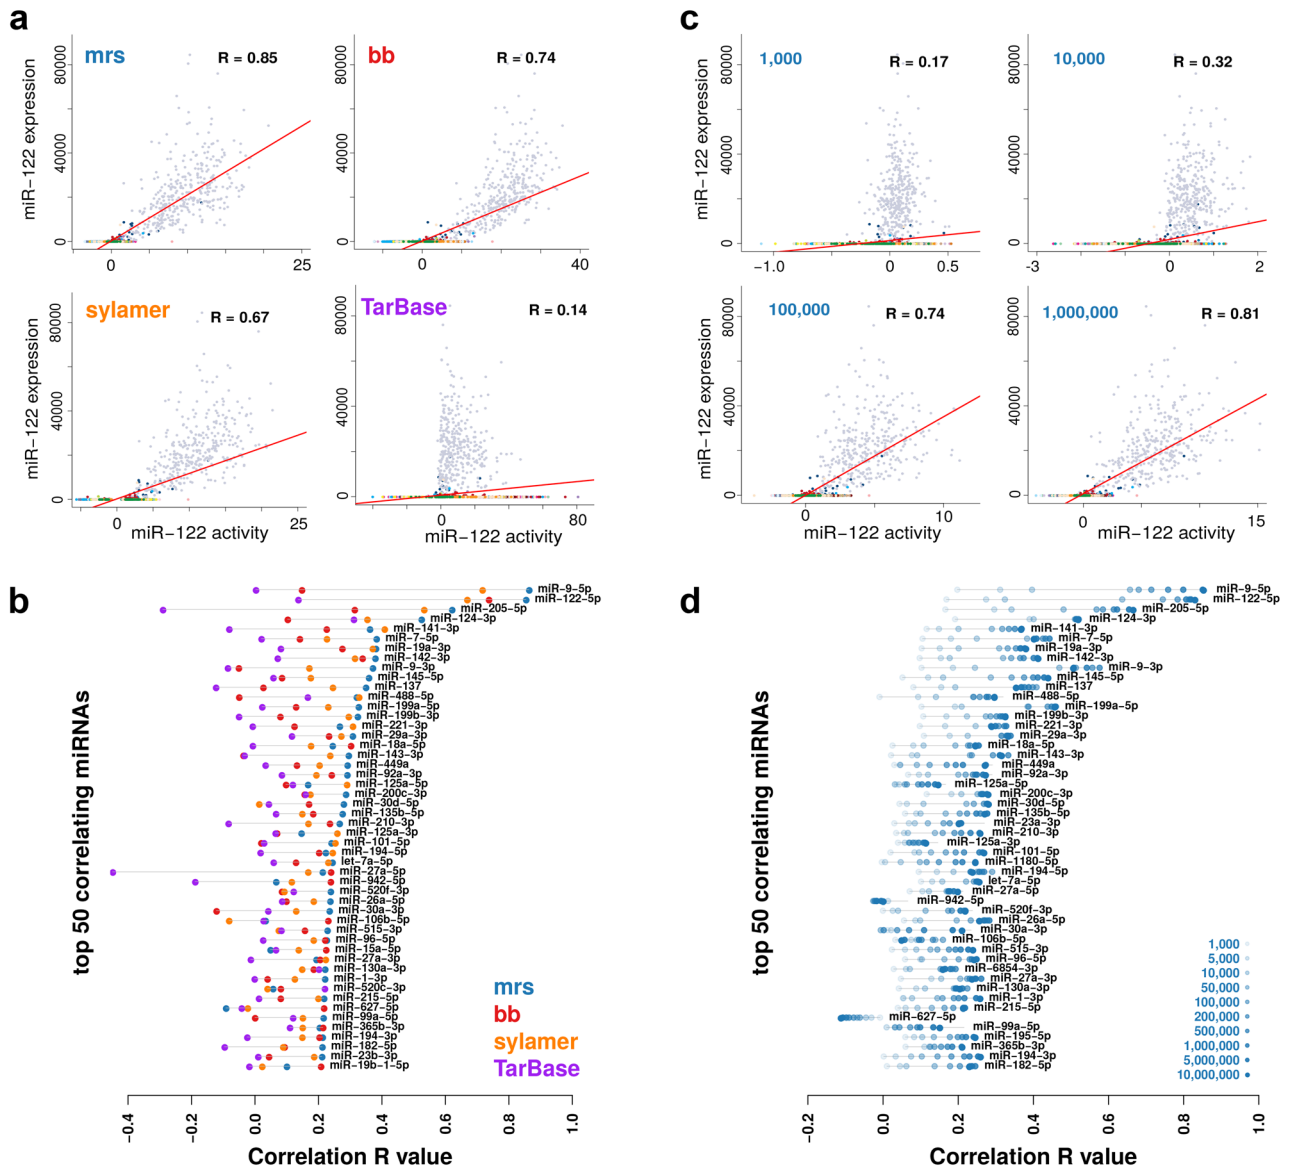 a
mrs
R = 0.85
miR−122 expression
0
40000
80000
0
25
bb
R = 0.74
0
40000
80000
0
40
sylamer
R = 0.67
miR−122 expression
0
40000
80000
0
25
miR−122 activity
TarBase
R = 0.14
0
40000
80000
0
80
miR−122 activity
c
1,000
R = 0.17
miR−122 expression
0
40000
80000
−1.0
0
0.5
10,000
R = 0.32
0
40000
80000
−3
0
2
100,000
R = 0.74
miR−122 expression
0
40000
80000
0
10
miR−122 activity
1,000,000
R = 0.81
0
40000
80000
0
15
miR−122 activity
b
top 50 correlating miRNAs
miR−9−5p
miR−122−5p
miR−205−5p
miR−124−3p
miR−141−3p
miR−7−5p
miR−19a−3p
miR−142−3p
miR−9−3p
miR−145−5p
miR−137
miR−488−5p
miR−199a−5p
miR−199b−3p
miR−221−3p
miR−29a−3p
miR−18a−5p
miR−143−3p
miR−449a
miR−92a−3p
miR−125a−5p
miR−200c−3p
miR−30d−5p
miR−135b−5p
miR−210−3p
miR−125a−3p
miR−101−5p
miR−194−5p
let−7a−5p
miR−27a−5p
miR−942−5p
miR−520f−3p
miR−26a−5p
miR−30a−3p
miR−106b−5p
miR−515−3p
miR−96−5p
miR−15a−5p
miR−27a−3p
miR−130a−3p
miR−1−3p
miR−520c−3p
miR−215−5p
miR−627−5p
miR−99a−5p
miR−365b−3p
miR−194−3p
miR−182−5p
miR−23b−3p
miR−19b−1−5p
mrs
bb
sylamer
TarBase
−0.4
−0.2
0.0
0.2
0.4
0.6
0.8
1.0
Correlation R value
d
top 50 correlating miRNAs
miR−9−5p
miR−122−5p
miR−205−5p
miR−124−3p
miR−141−3p
miR−7−5p
miR−19a−3p
miR−142−3p
miR−9−3p
miR−145−5p
miR−137
miR−488−5p
miR−199a−5p
miR−199b−3p
miR−221−3p
miR−29a−3p
miR−18a−5p
miR−143−3p
miR−449a
miR−92a−3p
miR−125a−5p
miR−200c−3p
miR−30d−5p
miR−135b−5p
miR−23a−3p
miR−210−3p
miR−125a−3p
miR−101−5p
miR−1180−5p
miR−194−5p
let−7a−5p
miR−27a−5p
miR−942−5p
miR−520f−3p
miR−26a−5p
miR−30a−3p
miR−106b−5p
miR−515−3p
miR−96−5p
miR−6854−3p
miR−27a−3p
miR−130a−3p
miR−1−3p
miR−215−5p
miR−627−5p
miR−99a−5p
miR−195−5p
miR−365b−3p
miR−194−3p
miR−182−5p
1,000
5,000
10,000
50,000
100,000
200,000
500,000
1,000,000
5,000,000
10,000,000
−0.2
0.0
0.2
0.4
0.6
0.8
1.0
Correlation R value